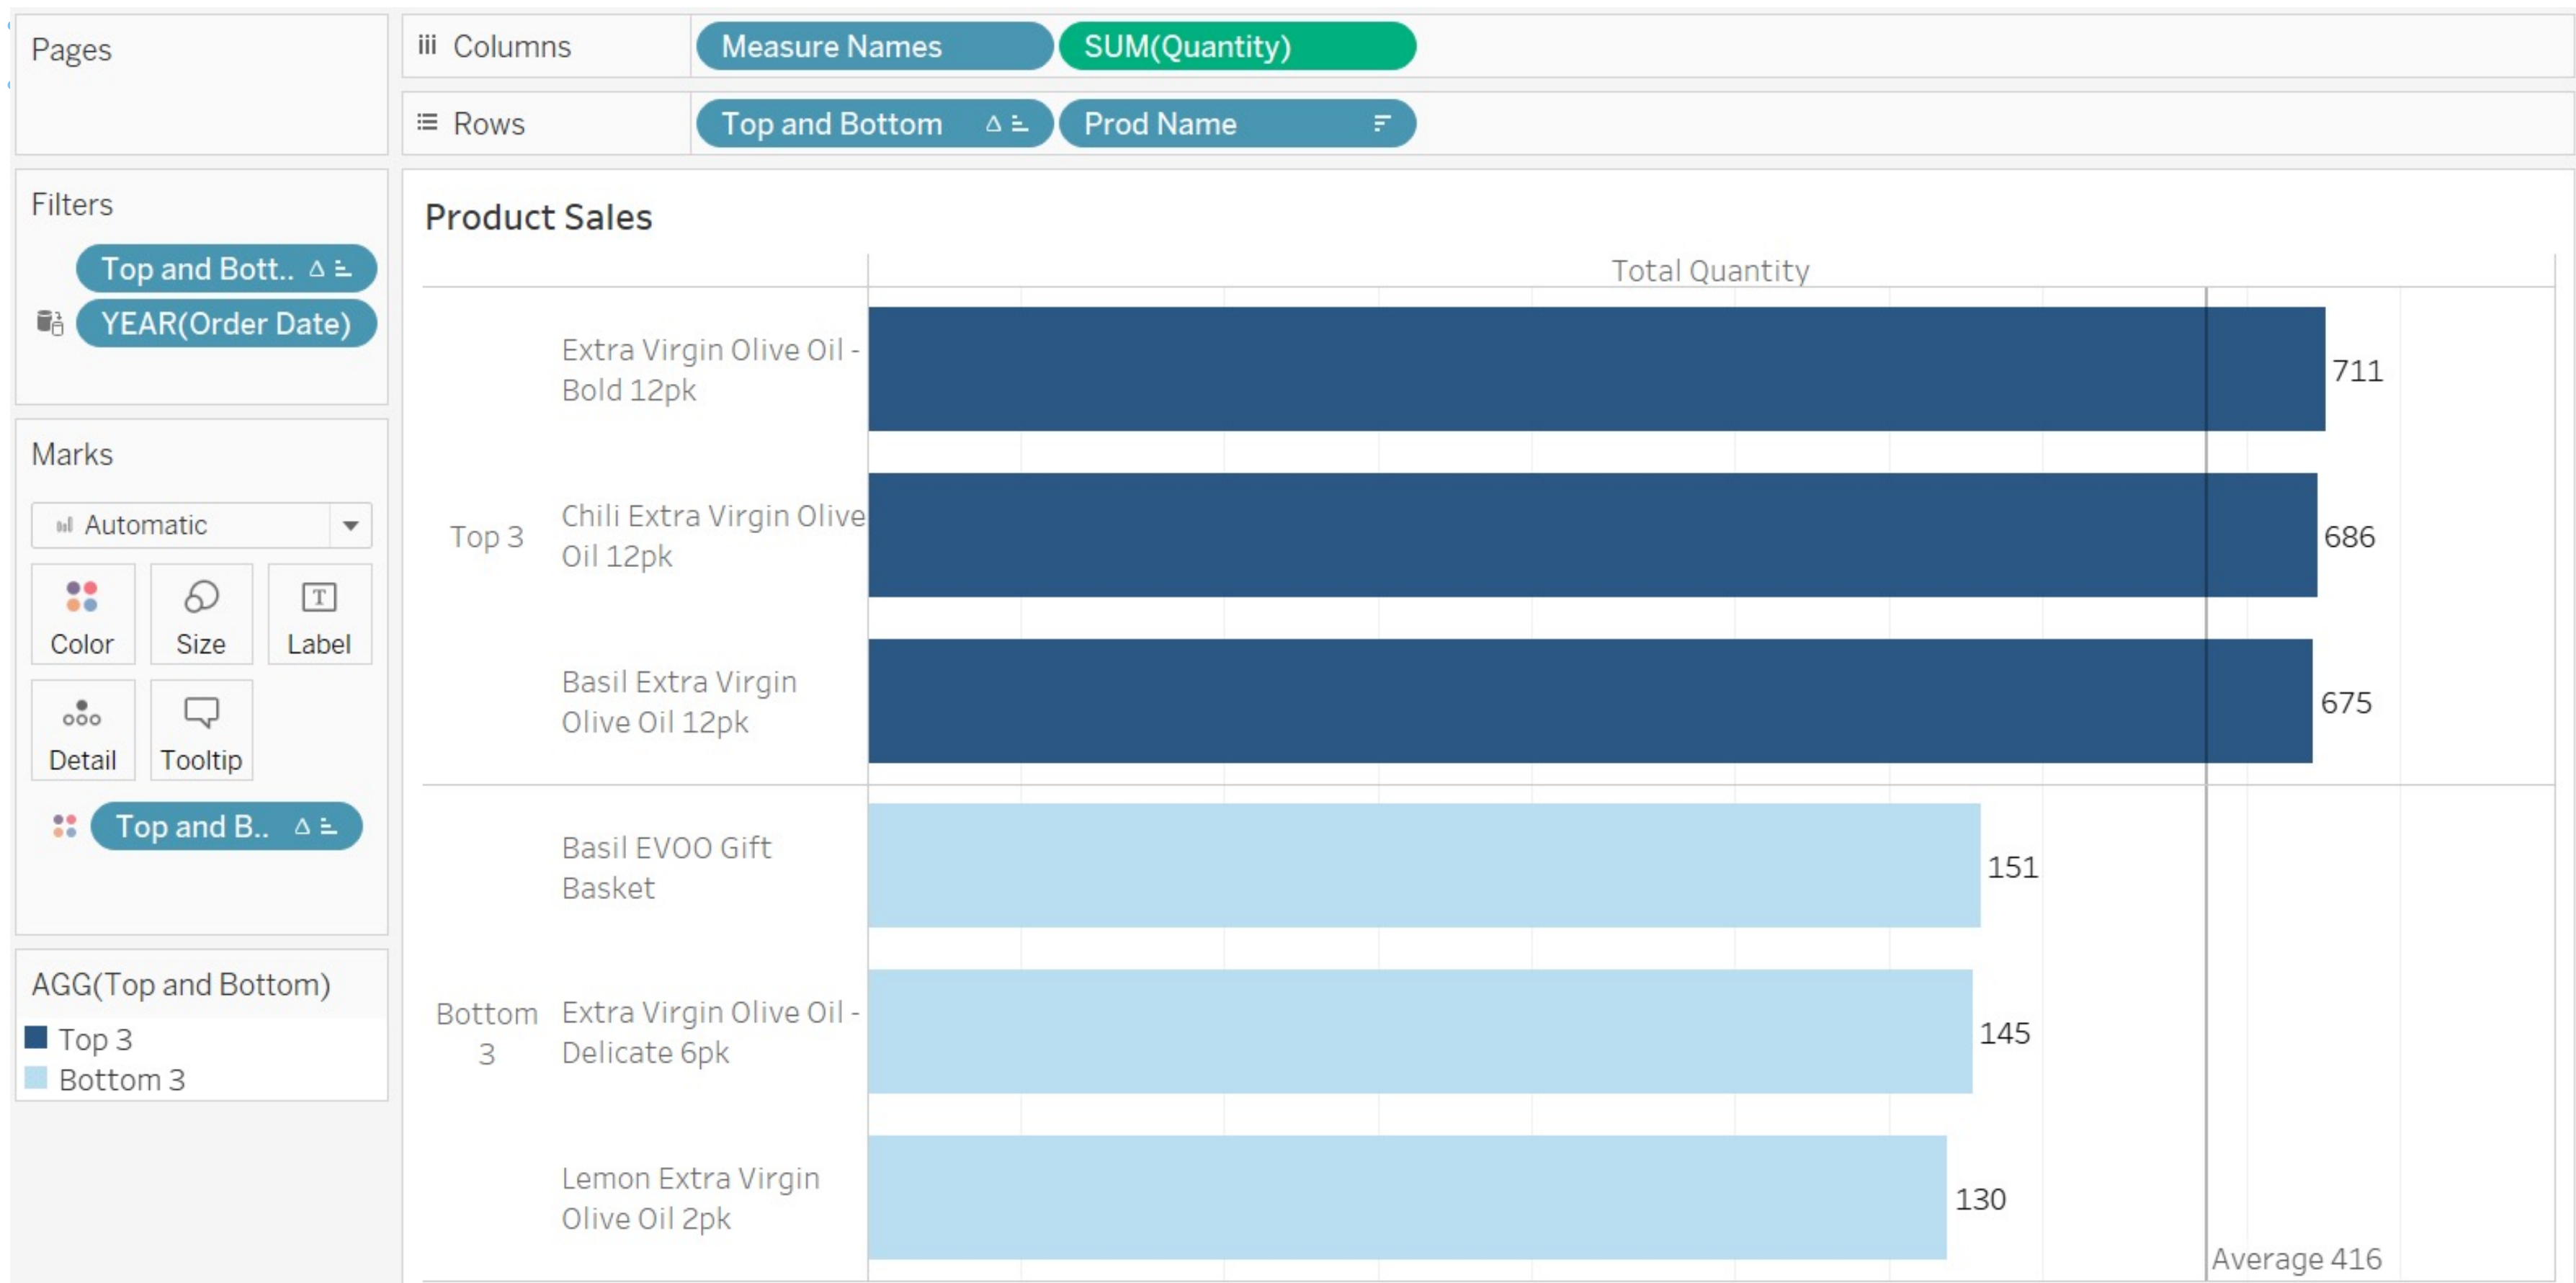 Pages
iii Columns
Measure Names
SUM(Quantity)
Rows
Top and Bottom
Prod Name
Filters
Top and Bott..
YEAR(Order Date)
Marks
Automatic
Color
Size
T
Label
Detail
Tooltip
Top and B..
AGG(Top and Bottom)
Top 3
Bottom 3
Product Sales
Total Quantity
Top 3
Extra Virgin Olive Oil -
Bold 12pk
711
Chili Extra Virgin Olive
Oil 12pk
686
Basil Extra Virgin
Olive Oil 12pk
675
Bottom
3
Basil EVOO Gift
Basket
151
Extra Virgin Olive Oil -
Delicate 6pk
145
Lemon Extra Virgin
Olive Oil 2pk
130
Average 416